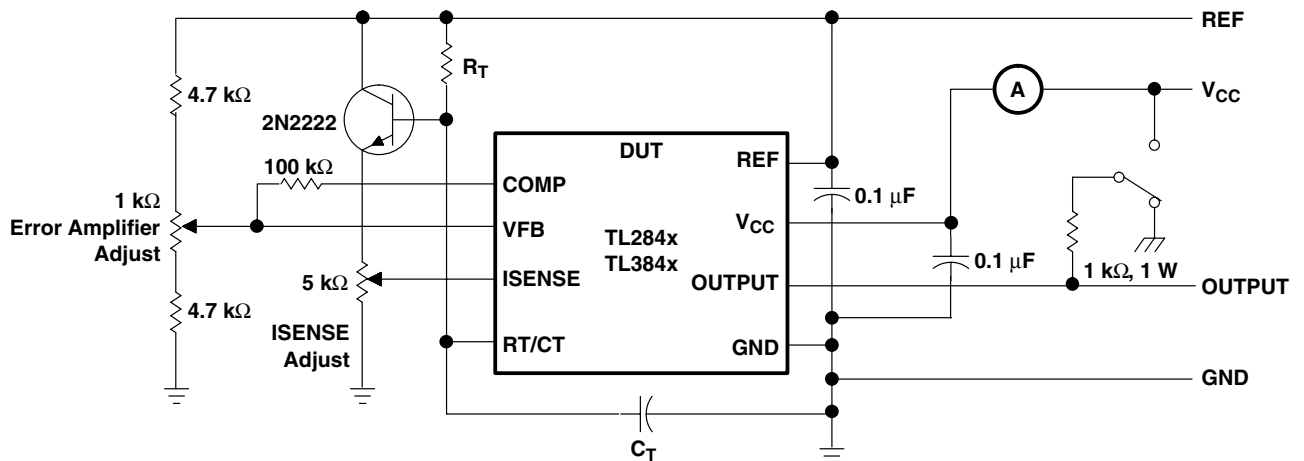 REF
R_T
4.7 kΩ
A
V_CC
2N2222
DUT
REF
100 kΩ
COMP
0.1 μF
1 kΩ
Error Amplifier
Adjust
VFB
V_CC
TL284x
TL384x
0.1 μF
1 kΩ, 1 W
5 kΩ
ISENSE
OUTPUT
OUTPUT
4.7 kΩ
ISENSE
Adjust
RT/CT
GND
GND
C_T